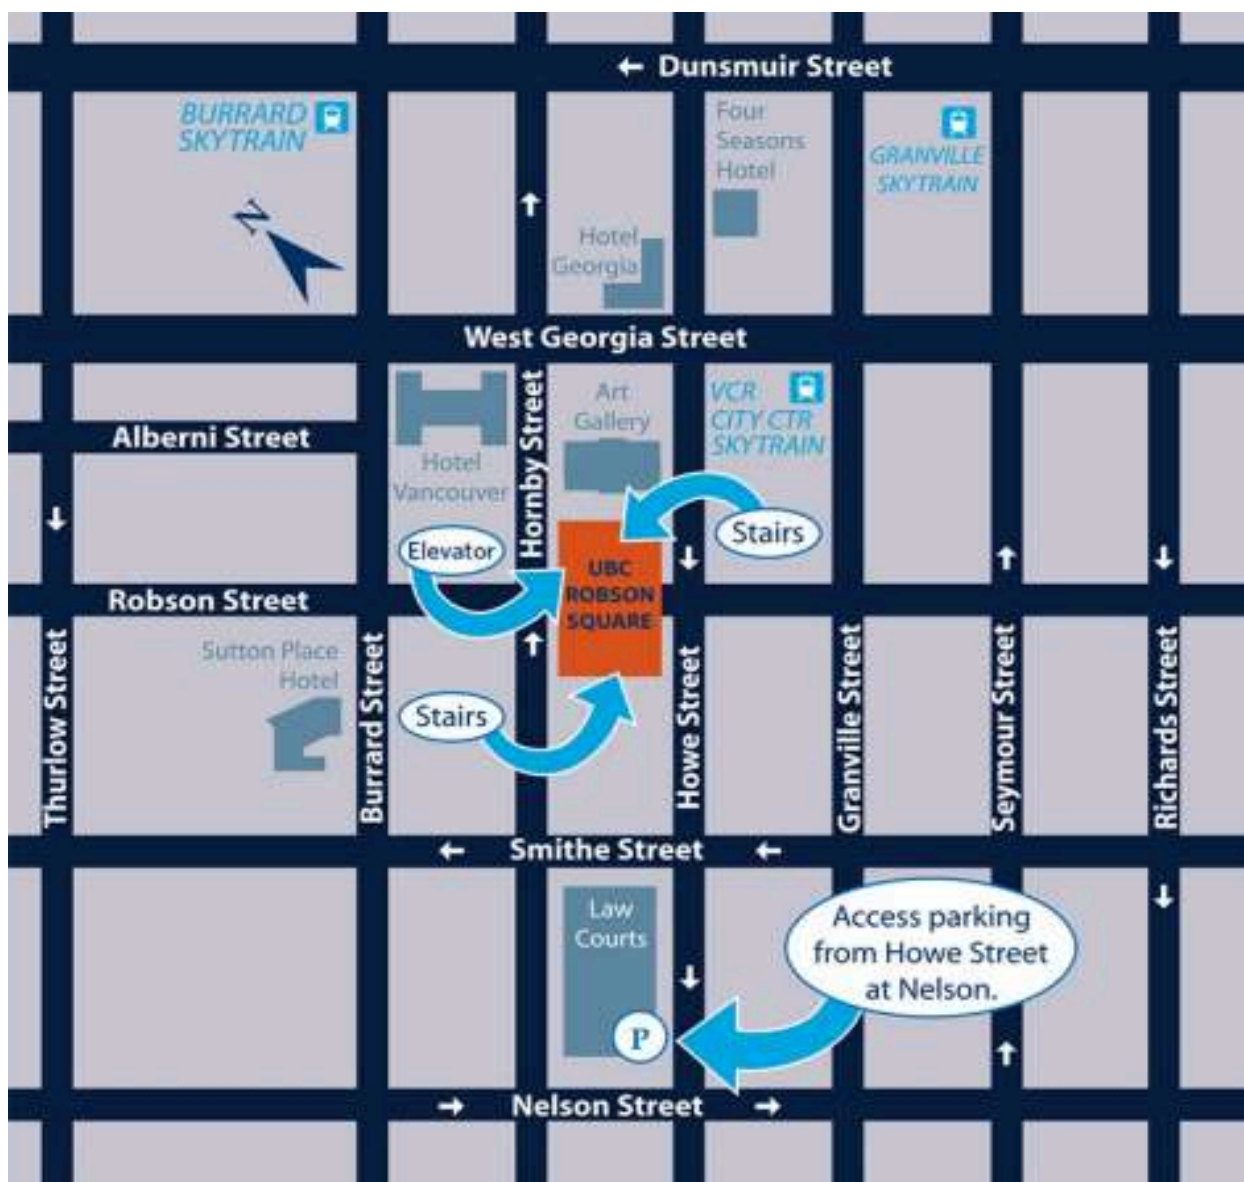 Dunsmuir Street
BURRARD
SKYTRAIN
Four
Seasons
Hotel
GRANVILLE
SKYTRAIN
N
Hotel
Georgia
West Georgia Street
Hornby Street
Art
Gallery
VCR
CITY CTR
SKYTRAIN
Alberni Street
Hotel
Vancouver
Elevator
Stairs
UBC
ROBSON
SQUARE
Robson Street
Sutton Place
Hotel
Stairs
Thurlow Street
Burrard Street
Howe Street
Granville Street
Seymour Street
Richards Street
Smithe Street
Law
Courts
Access parking
from Howe Street
at Nelson.
P
Nelson Street